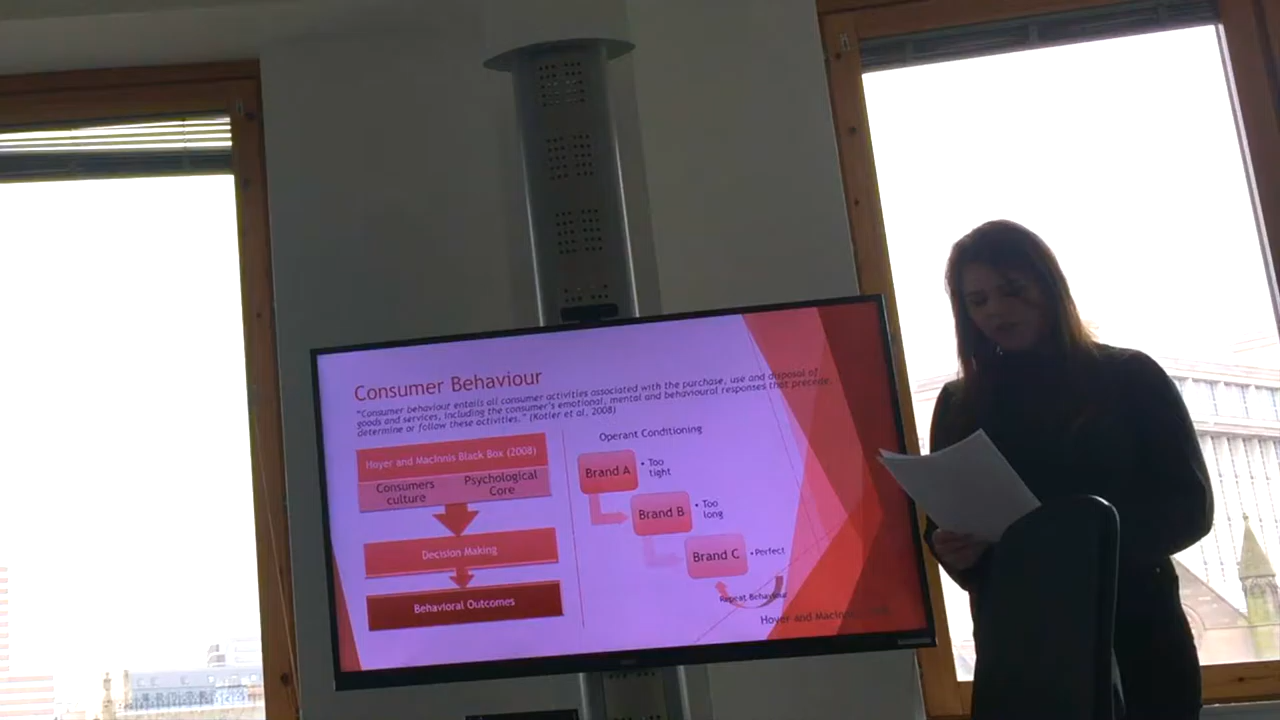 Consumer Behaviour
"Consumer behaviour entails all consumer activities associated with the purchase, use and disposal of
goods and services, including the consumer's emotional, mental and behavioural responses that precede,
determine or follow these activities." (Kotler et al, 2008)
Hoyer and MacInnis Black Box (2008)
Consumers
culture
Psychological
Core
Decision Making
Behavioral Outcomes
Operant Conditioning
Brand A
• Too
tight
Brand B
• Too
long
Brand C
• Perfect
Repeat Behaviour
Hoyer And MacInnis